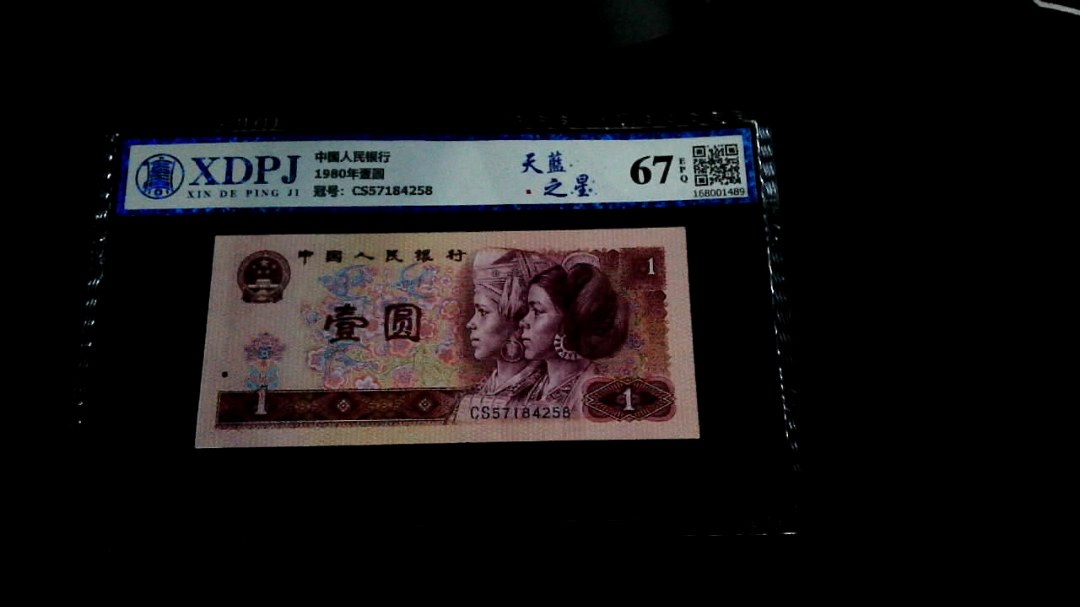 XDPJ
XIN DE PING JI
中国人民银行
1980年壹圆
冠号：CS57184258
天蓝
之星
67
EPQ
168001489
中国人民银行
1
壹圆
1
CS57184258
1